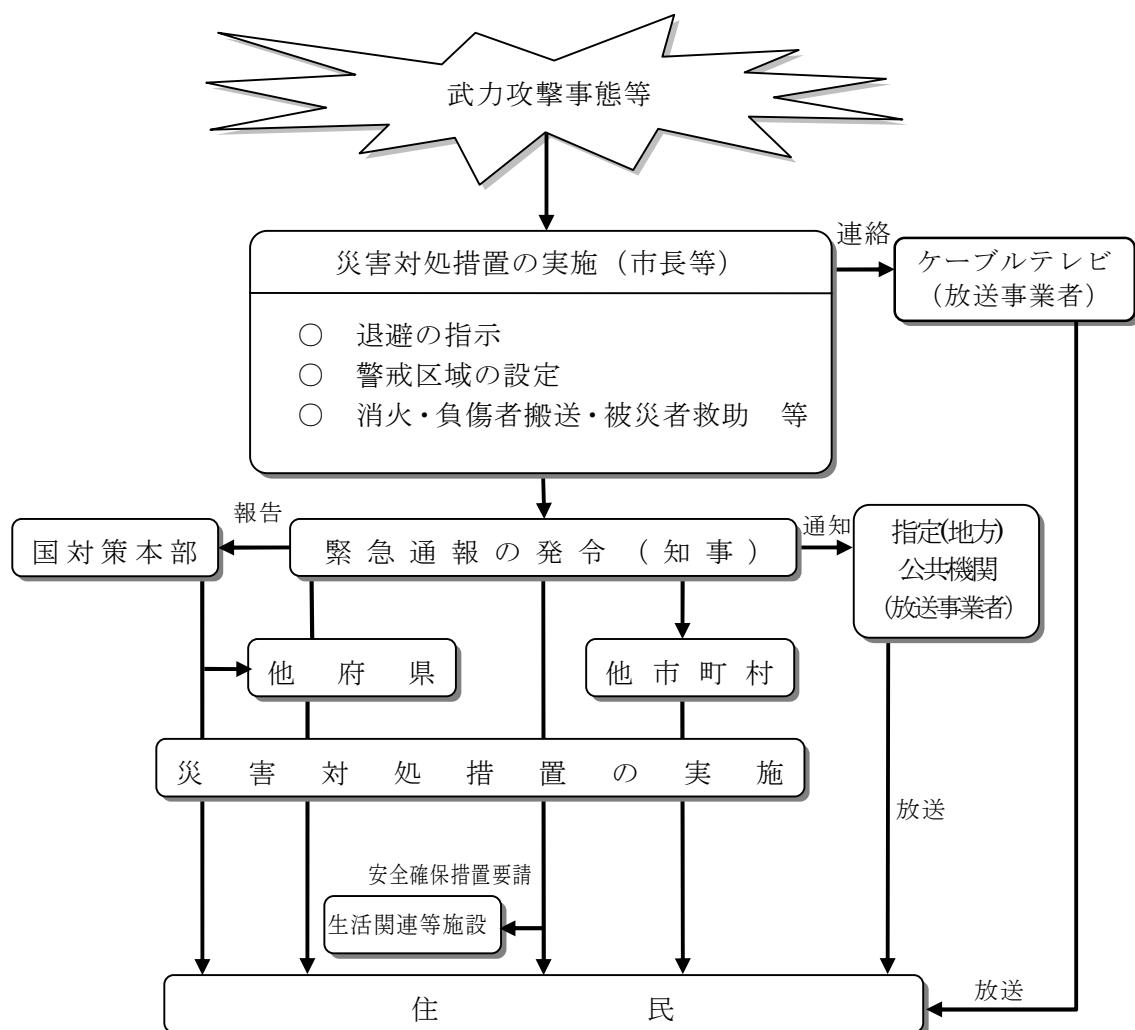 武力攻撃事態等
災害対処措置の実施（市長等）
連絡
ケーブルテレビ
（放送事業者）
○ 退避の指示
○ 警戒区域の設定
○ 消火・負傷者搬送・被災者救助 等
報告
国対策本部
緊急通報の発令（知事）
通知
指定(地方)
公共機関
(放送事業者)
他府県
他市町村
災害対処措置の実施
放送
安全確保措置要請
生活関連等施設
住民
放送